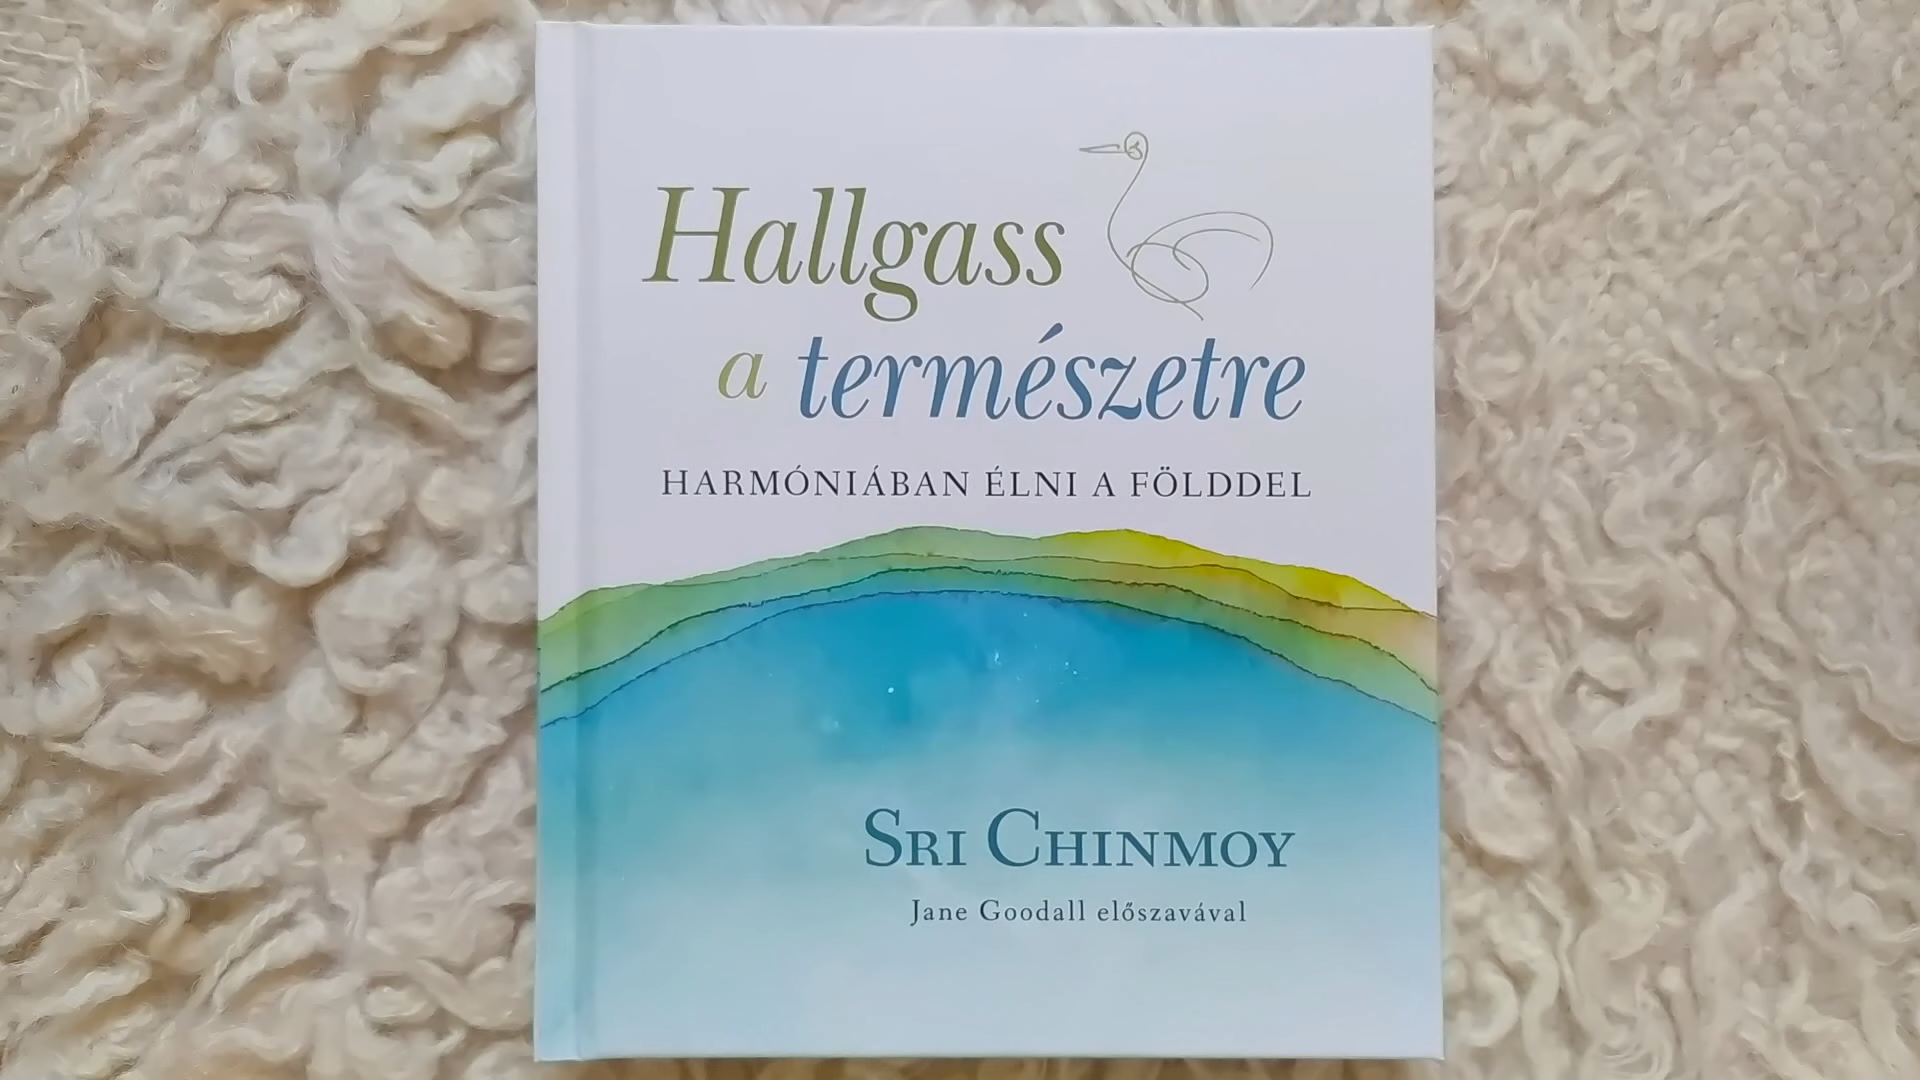 Hallgass
a természetre
HARMÓNIÁBAN ÉLNI A FÖLDDEL
SRI CHINMOY
Jane Goodall előszavával